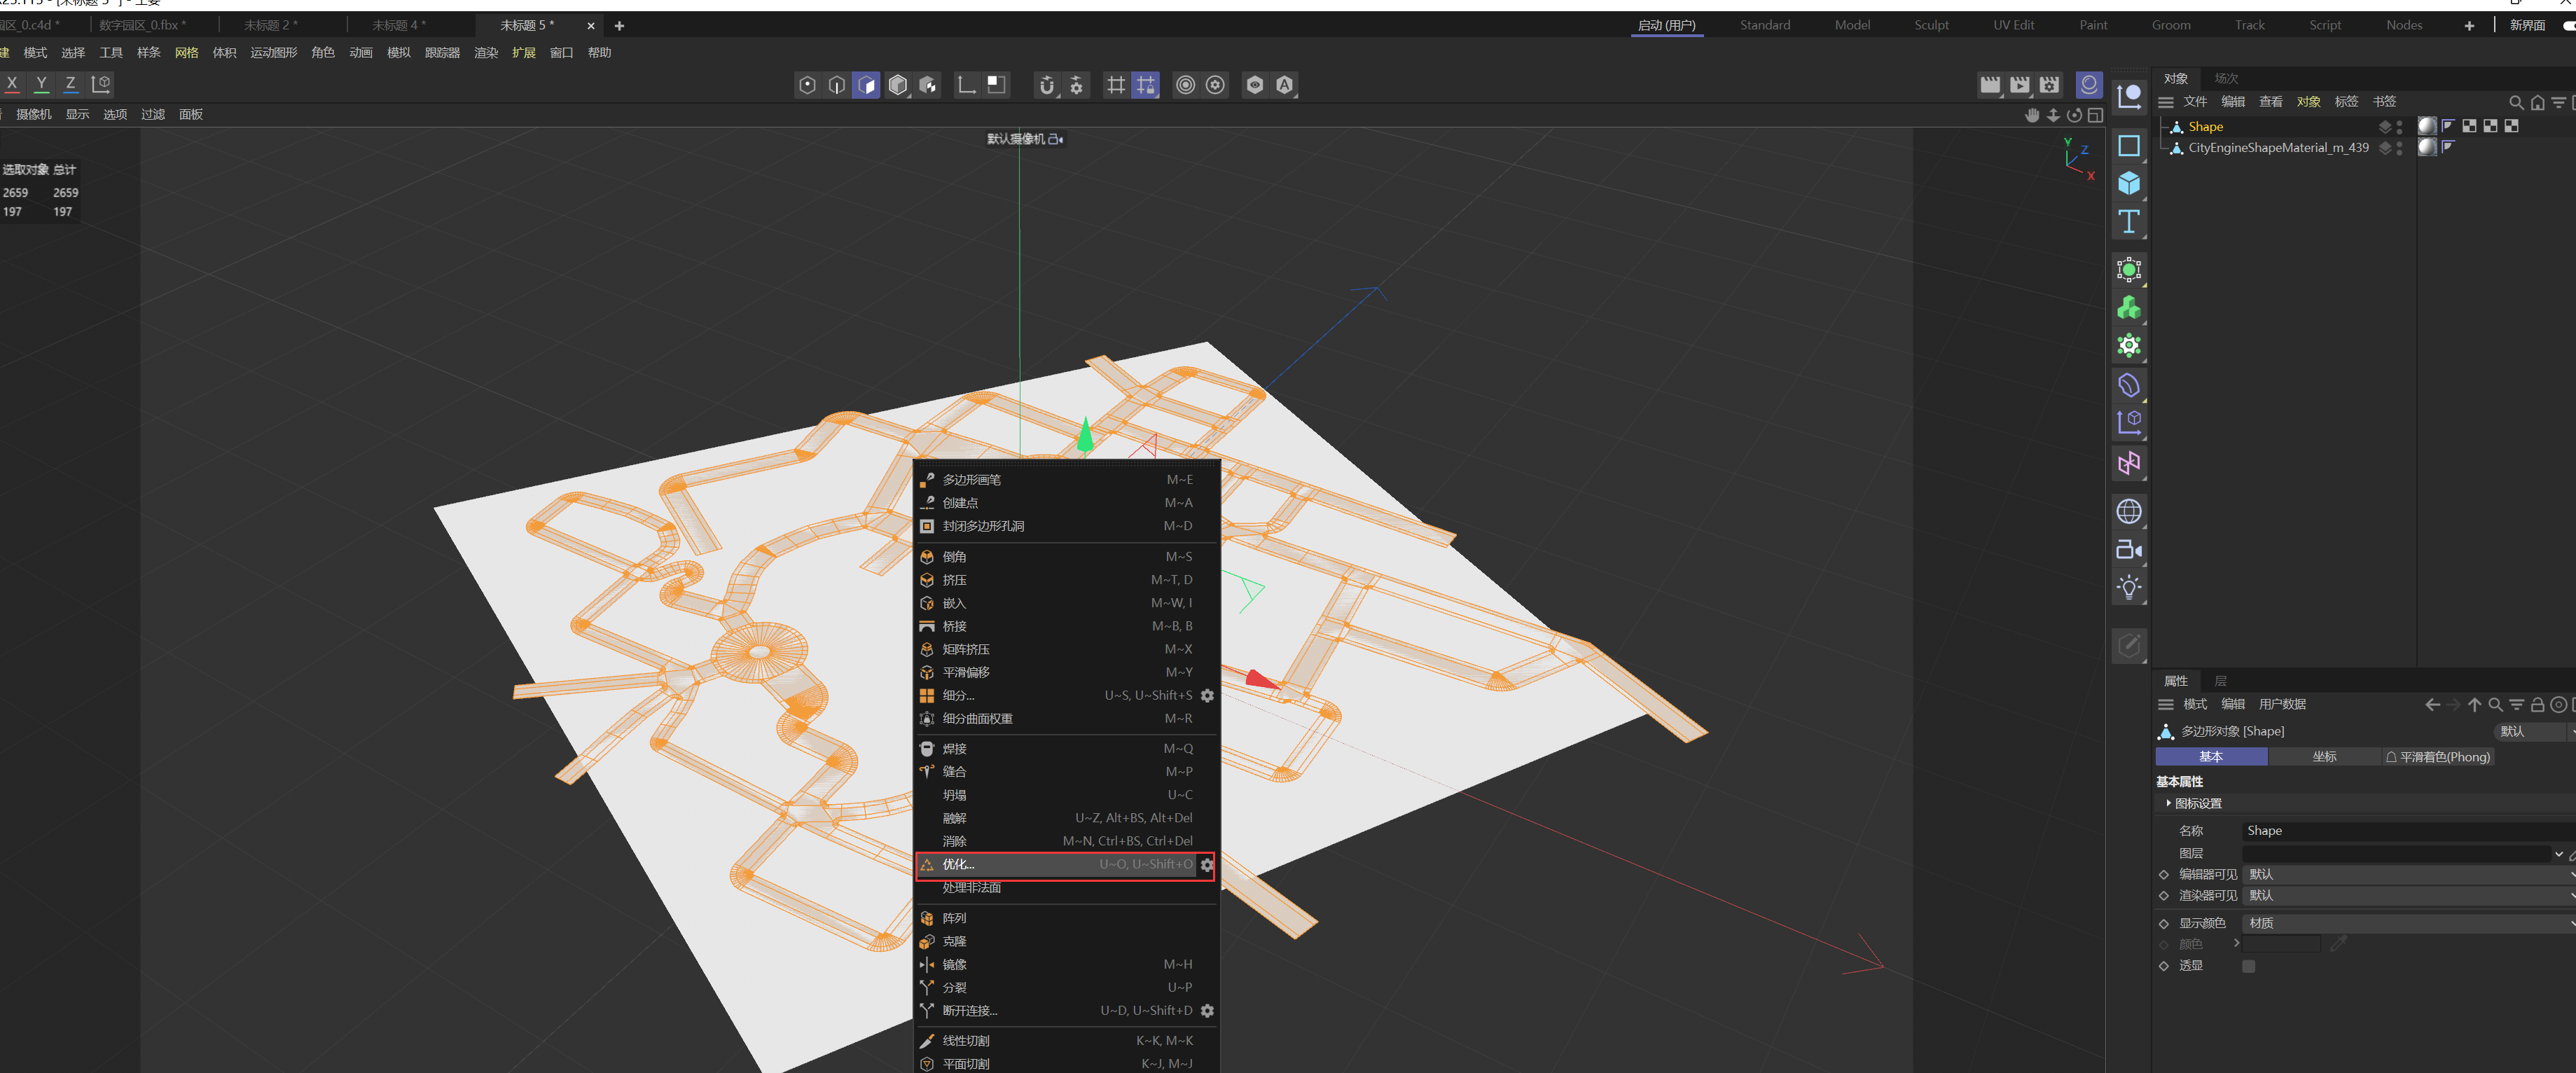 园区_0.c4d *
数字园区_0.fbx *
未标题 2 *
未标题 4 *
未标题 5 *
启动 (用户)
Standard
Model
Sculpt
UV Edit
Paint
Groom
Track
Script
Nodes
新界面
建 模式 选择 工具 样条 网格 体积 运动图形 角色 动画 模拟 跟踪器 渲染 扩展 窗口 帮助
X Y Z
摄像机 显示 选项 过滤 面板
默认摄像机
Y
Z
X
选取对象 总计
2659 2659
197 197
多边形画笔 M~E
创建点 M~A
封闭多边形孔洞 M~D
倒角 M~S
挤压 M~T, D
嵌入 M~W, I
桥接 M~B, B
矩阵挤压 M~X
平滑偏移 M~Y
细分... U~S, U~Shift+S
细分曲面权重 M~R
焊接 M~Q
缝合 M~P
坍塌 U~C
融解 U~Z, Alt+BS, Alt+Del
消除 M~N, Ctrl+BS, Ctrl+Del
优化... U~O, U~Shift+O
处理非法面
阵列
克隆
镜像 M~H
分裂 U~P
断开连接... U~D, U~Shift+D
线性切割 K~K, M~K
平面切割 K~J, M~J
对象 场次
文件 编辑 查看 对象 标签 书签
Shape
CityEngineShapeMaterial_m_439
属性 层
模式 编辑 用户数据
多边形对象 [Shape]
默认
基本 坐标 平滑着色(Phong)
基本属性
图标设置
名称 Shape
图层
编辑器可见 默认
渲染器可见 默认
显示颜色 材质
颜色
透显